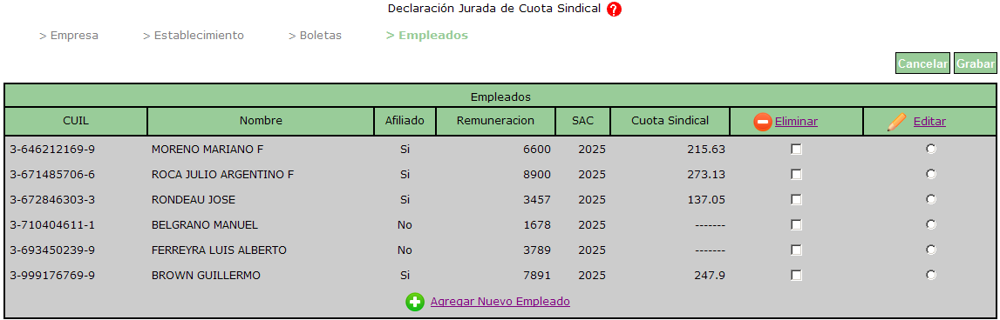 Declaración Jurada de Cuota Sindical ?
> Empresa > Establecimiento > Boletas > Empleados
Cancelar Grabar
Empleados
CUIL Nombre Afiliado Remuneracion SAC Cuota Sindical Eliminar Editar
3-646212169-9 MORENO MARIANO F Si 6600 2025 215.63
3-671485706-6 ROCA JULIO ARGENTINO F Si 8900 2025 273.13
3-672846303-3 RONDEAU JOSE Si 3457 2025 137.05
3-710404611-1 BELGRANO MANUEL No 1678 2025 -------
3-693450239-9 FERREYRA LUIS ALBERTO No 3789 2025 -------
3-999176769-9 BROWN GUILLERMO Si 7891 2025 247.9
Agregar Nuevo Empleado